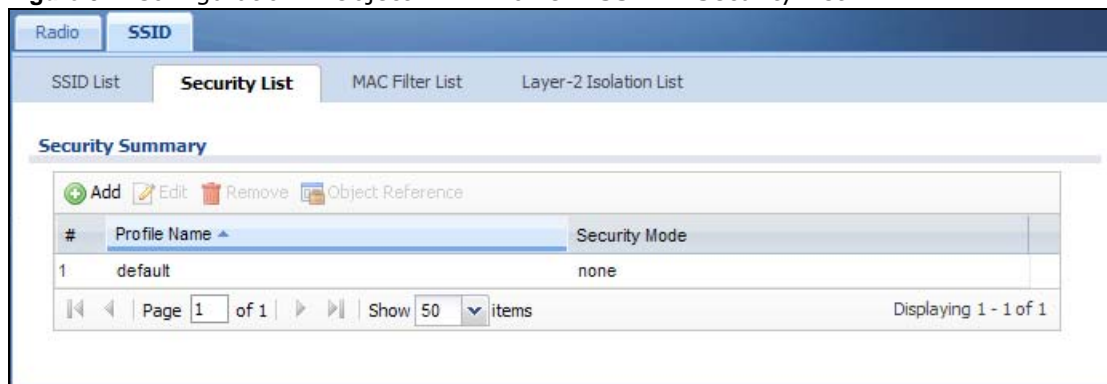 Radio SSID
SSID List Security List MAC Filter List Layer-2 Isolation List
Security Summary
Add Edit Remove Object Reference
# Profile Name Security Mode
1 default none
Page 1 of 1 Show 50 items Displaying 1 - 1 of 1